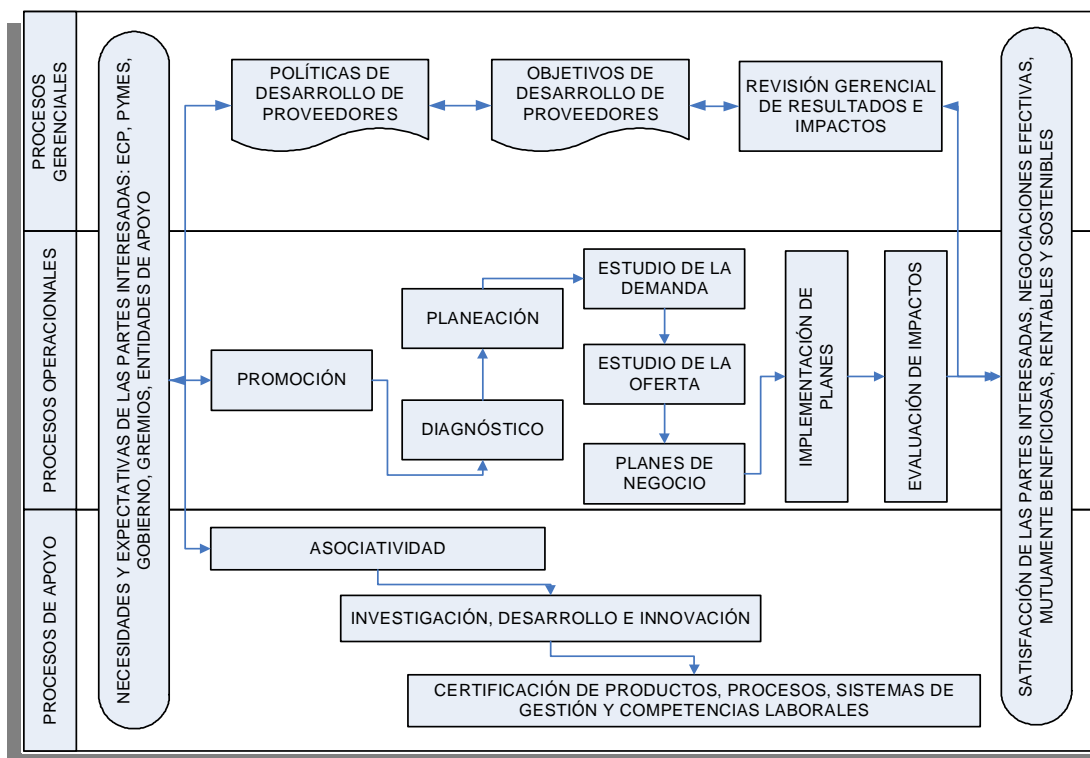 PROCESOS
GERENCIALES
NECESIDADES Y EXPECTATIVAS DE LAS PARTES INTERESADAS: ECP, PYMES,
GOBIERNO, GREMIOS, ENTIDADES DE APOYO
POLÍTICAS DE
DESARROLLO DE
PROVEEDORES
OBJETIVOS DE
DESARROLLO DE
PROVEEDORES
REVISIÓN GERENCIAL
DE RESULTADOS E
IMPACTOS
SATISFACCIÓN DE LAS PARTES INTERESADAS, NEGOCIACIONES EFECTIVAS,
MUTUAMENTE BENEFICIOSAS, RENTABLES Y SOSTENIBLES
PROCESOS OPERACIONALES
PROMOCIÓN
DIAGNÓSTICO
PLANEACIÓN
ESTUDIO DE LA
DEMANDA
ESTUDIO DE LA
OFERTA
PLANES DE
NEGOCIO
IMPLEMENTACIÓN DE
PLANES
EVALUACIÓN DE IMPACTOS
PROCESOS DE APOYO
ASOCIATIVIDAD
INVESTIGACIÓN, DESARROLLO E INNOVACIÓN
CERTIFICACIÓN DE PRODUCTOS, PROCESOS, SISTEMAS DE
GESTIÓN Y COMPETENCIAS LABORALES